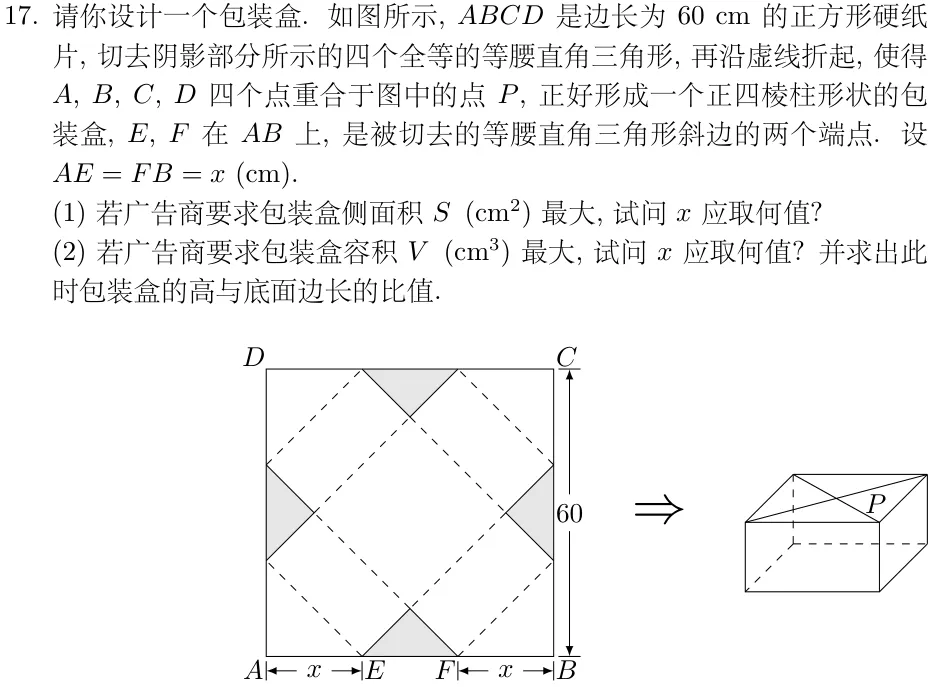 17. 请你设计一个包装盒. 如图所示, ABCD 是边长为 60 cm 的正方形硬纸
片, 切去阴影部分所示的四个全等的等腰直角三角形, 再沿虚线折起, 使得
A, B, C, D 四个点重合于图中的点 P, 正好形成一个正四棱柱形状的包
装盒, E, F 在 AB 上, 是被切去的等腰直角三角形斜边的两个端点. 设
AE = FB = x (cm).
(1) 若广告商要求包装盒侧面积 S (cm²) 最大, 试问 x 应取何值?
(2) 若广告商要求包装盒容积 V (cm³) 最大, 试问 x 应取何值? 并求出此
时包装盒的高与底面边长的比值.
D C
60 ⇒ P
A x E F x B